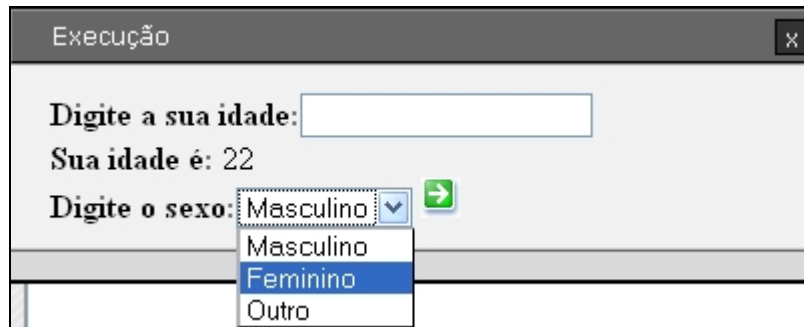 Execução x
Digite a sua idade:
Sua idade é: 22
Digite o sexo: Masculino
Masculino
Feminino
Outro